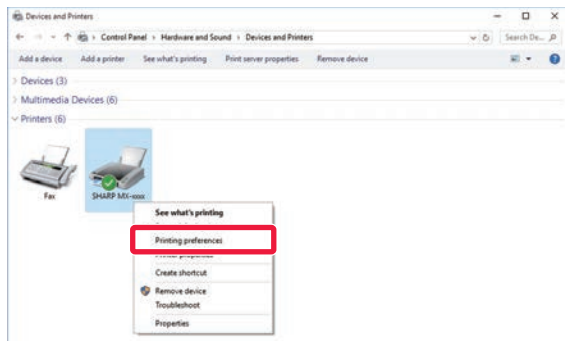 Devices and Printers
Control Panel > Hardware and Sound > Devices and Printers
Search De...
Add a device Add a printer See what's printing Print server properties Remove device
Devices (3)
Multimedia Devices (6)
Printers (6)
Fax
SHARP MX-xxxx
See what's printing
Printing preferences
Printer properties
Create shortcut
Remove device
Troubleshoot
Properties